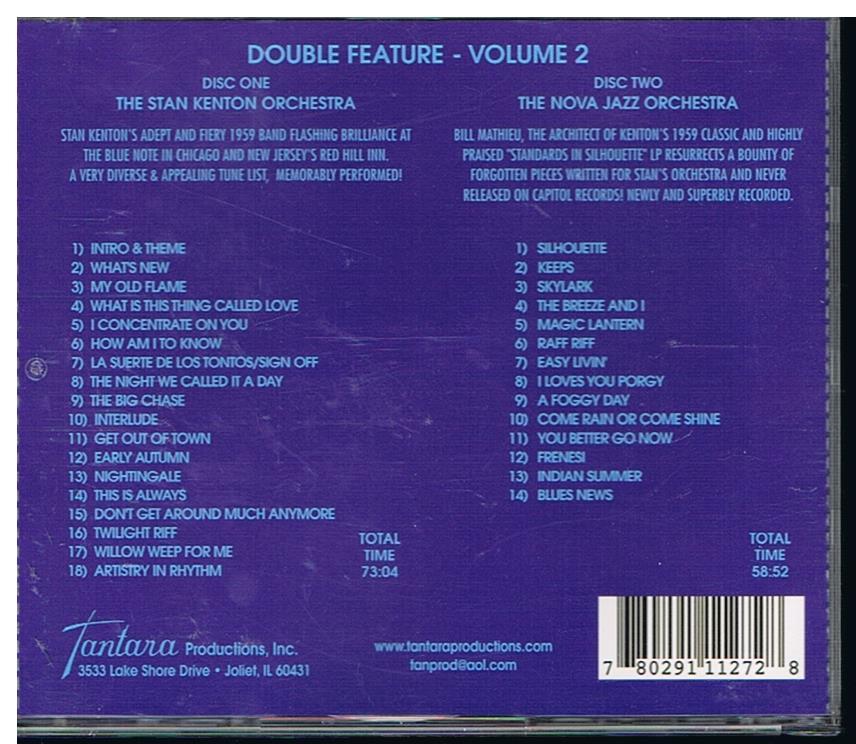 DOUBLE FEATURE - VOLUME 2
DISC ONE
THE STAN KENTON ORCHESTRA
STAN KENTON'S ADEPT AND FIERY 1959 BAND FLASHING BRILLIANCE AT
THE BLUE NOTE IN CHICAGO AND NEW JERSEY'S RED HILL INN.
A VERY DIVERSE & APPEALING TUNE LIST, MEMORABLY PERFORMED!
1) INTRO & THEME
2) WHAT'S NEW
3) MY OLD FLAME
4) WHAT IS THIS THING CALLED LOVE
5) I CONCENTRATE ON YOU
6) HOW AM I TO KNOW
7) LA SUERTE DE LOS TONTOS/SIGN OFF
8) THE NIGHT WE CALLED IT A DAY
9) THE BIG CHASE
10) INTERLUDE
11) GET OUT OF TOWN
12) EARLY AUTUMN
13) NIGHTINGALE
14) THIS IS ALWAYS
15) DON'T GET AROUND MUCH ANYMORE
16) TWILIGHT RIFF
17) WILLOW WEEP FOR ME
18) ARTISTRY IN RHYTHM
TOTAL
TIME
73:04
DISC TWO
THE NOVA JAZZ ORCHESTRA
BILL MATHIEU, THE ARCHITECT OF KENTON'S 1959 CLASSIC AND HIGHLY
PRAISED "STANDARDS IN SILHOUETTE" LP RESURRECTS A BOUNTY OF
FORGOTTEN PIECES WRITTEN FOR STAN'S ORCHESTRA AND NEVER
RELEASED ON CAPITOL RECORDS! NEWLY AND SUPERBLY RECORDED.
1) SILHOUETTE
2) KEEPS
3) SKYLARK
4) THE BREEZE AND I
5) MAGIC LANTERN
6) RAFF RIFF
7) EASY LIVIN'
8) I LOVES YOU PORGY
9) A FOGGY DAY
10) COME RAIN OR COME SHINE
11) YOU BETTER GO NOW
12) FRENESI
13) INDIAN SUMMER
14) BLUES NEWS
TOTAL
TIME
58:52
Tantara Productions, Inc.
3533 Lake Shore Drive • Joliet, IL 60431
www.tantaraproductions.com
tanprod@aol.com
7 80291 11272 8